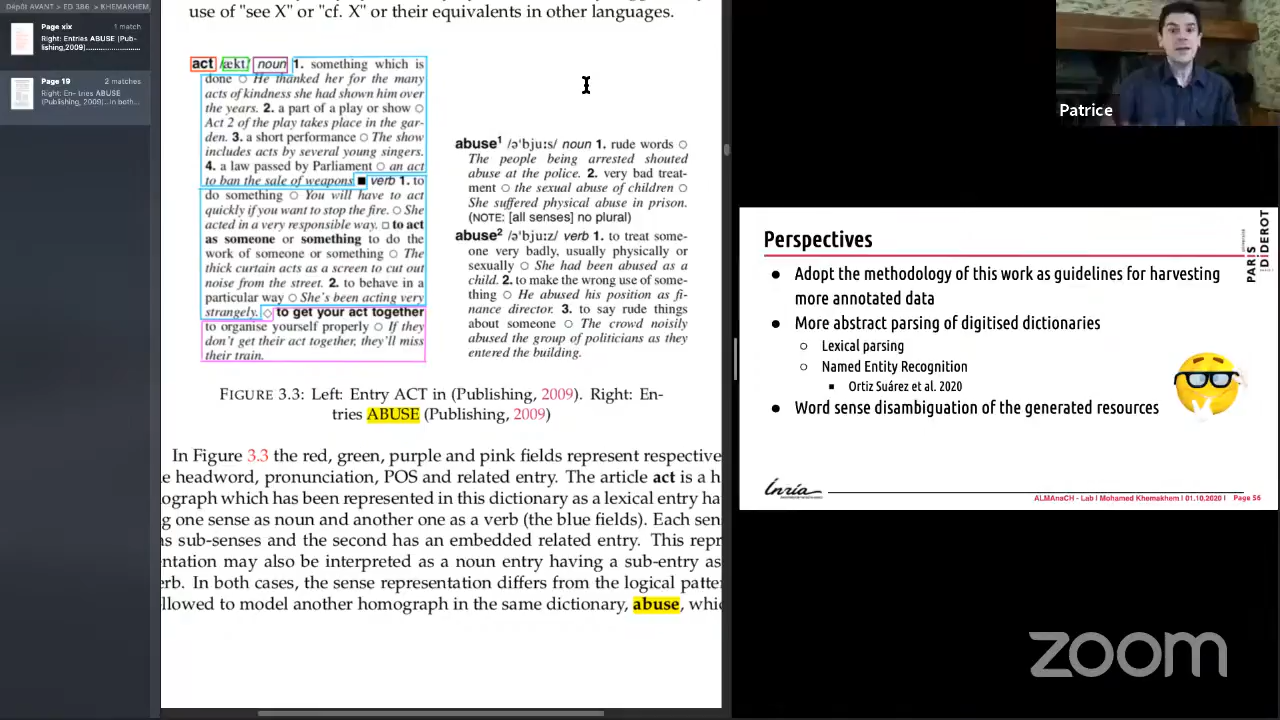 Dépôt AVANT > ED 386 > KHEMAKHEM
Page xix
1 match
Right: Entries ABUSE (Pub-
lishing,2009)
Page 19
2 matches
Right: En- tries ABUSE
(Publishing, 2009)...in both...
use of "see X" or "cf. X" or their equivalents in other languages.
act /ækt/ noun 1. something which is
done ○ He thanked her for the many
acts of kindness she had shown him over
the years. 2. a part of a play or show ○
Act 2 of the play takes place in the gar-
den. 3. a short performance ○ The show
includes acts by several young singers.
4. a law passed by Parliament ○ an act
to ban the sale of weapons ■ verb 1. to
do something ○ You will have to act
quickly if you want to stop the fire. ○ She
acted in a very responsible way. □ to act
as someone or something to do the
work of someone or something ○ The
thick curtain acts as a screen to cut out
noise from the street. 2. to behave in a
particular way ○ She's been acting very
strangely. ◇ to get your act together
to organise yourself properly ○ If they
don't get their act together, they'll miss
their train.
abuse1 /ə'bjuːs/ noun 1. rude words ○
The people being arrested shouted
abuse at the police. 2. very bad treat-
ment ○ the sexual abuse of children ○
She suffered physical abuse in prison.
(NOTE: [all senses] no plural)
abuse2 /ə'bjuːz/ verb 1. to treat some-
one very badly, usually physically or
sexually ○ She had been abused as a
child. 2. to make the wrong use of some-
thing ○ He abused his position as fi-
nance director. 3. to say rude things
about someone ○ The crowd noisily
abused the group of politicians as they
entered the building.
FIGURE 3.3: Left: Entry ACT in (Publishing, 2009). Right: En-
tries ABUSE (Publishing, 2009)
In Figure 3.3 the red, green, purple and pink fields represent respective
e headword, pronunciation, POS and related entry. The article act is a h
ograph which has been represented in this dictionary as a lexical entry ha
g one sense as noun and another one as a verb (the blue fields). Each sen
as sub-senses and the second has an embedded related entry. This repr
ntation may also be interpreted as a noun entry having a sub-entry as
erb. In both cases, the sense representation differs from the logical patte
llowed to model another homograph in the same dictionary, abuse, whic
Patrice
Perspectives
● Adopt the methodology of this work as guidelines for harvesting
more annotated data
● More abstract parsing of digitised dictionaries
○ Lexical parsing
○ Named Entity Recognition
■ Ortiz Suárez et al. 2020
● Word sense disambiguation of the generated resources
PARIS
DIDEROT
Inria
ALMAnaCH - Lab I Mohamed Khemakhem I 01.10.2020 I Page 56
zoom